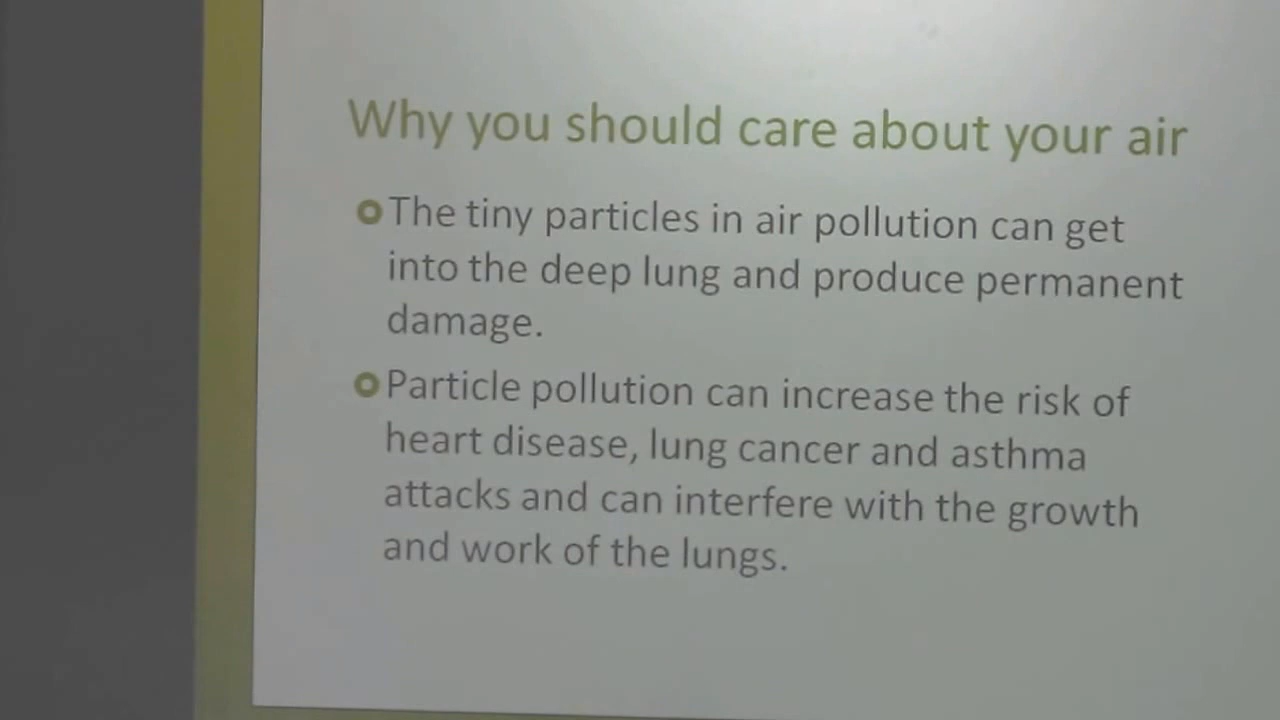 Why you should care about your air
The tiny particles in air pollution can get
into the deep lung and produce permanent
damage.
Particle pollution can increase the risk of
heart disease, lung cancer and asthma
attacks and can interfere with the growth
and work of the lungs.